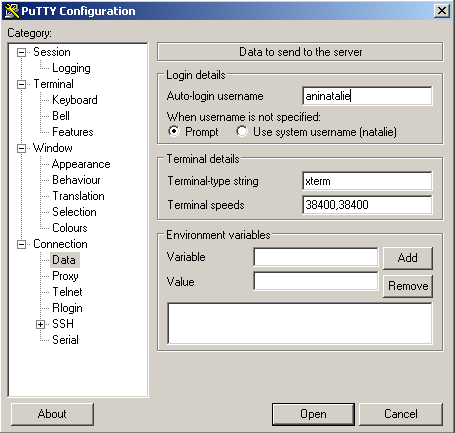 PuTTY Configuration
Category:
Session
Logging
Terminal
Keyboard
Bell
Features
Window
Appearance
Behaviour
Translation
Selection
Colours
Connection
Data
Proxy
Telnet
Rlogin
SSH
Serial
Data to send to the server
Login details
Auto-login username aninatalie
When username is not specified:
Prompt Use system username (natalie)
Terminal details
Terminal-type string xterm
Terminal speeds 38400,38400
Environment variables
Variable Add
Value Remove
About Open Cancel